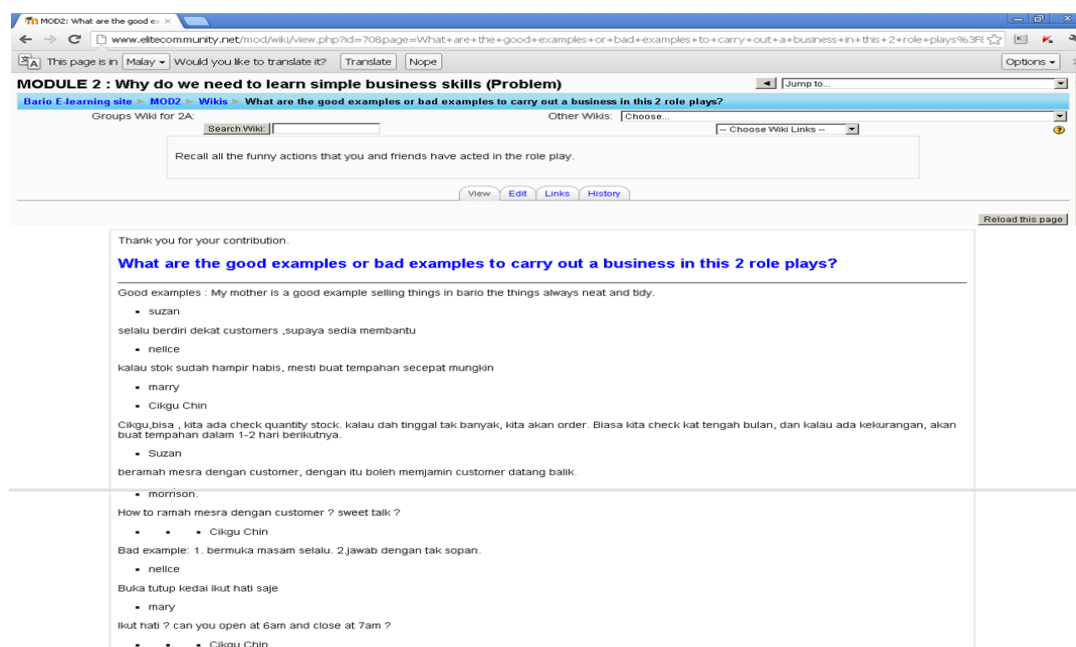 MOD2: What are the good ex
www.elitecommunity.net/mod/wiki/view.php?id=70&page=What+are+the+good+examples+or+bad+examples+to+carry+out+a+business+in+this+2+role+plays%3F(
This page is in Malay Would you like to translate it? Translate Nope Options
MODULE 2 : Why do we need to learn simple business skills (Problem) Jump to...
Bario E-learning site ► MOD2 ► Wikis ► What are the good examples or bad examples to carry out a business in this 2 role plays?
Groups Wiki for 2A: Other Wikis: Choose...
Search Wiki: -- Choose Wiki Links --
Recall all the funny actions that you and friends have acted in the role play.
View Edit Links History
Reload this page
Thank you for your contribution.
What are the good examples or bad examples to carry out a business in this 2 role plays?
Good examples : My mother is a good example selling things in bario the things always neat and tidy.
▪ suzan
selalu berdiri dekat customers ,supaya sedia membantu
▪ nellce
kalau stok sudah hampir habis, mesti buat tempahan secepat mungkin
▪ marry
▪ Cikgu Chin
Cikgu,bisa , kita ada check quantity stock. kalau dah tinggal tak banyak, kita akan order. Biasa kita check kat tengah bulan, dan kalau ada kekurangan, akan
buat tempahan dalam 1-2 hari berikutnya.
▪ Suzan
beramah mesra dengan customer, dengan itu boleh memjamin customer datang balik.
▪ morrison.
How to ramah mesra dengan customer ? sweet talk ?
▪ ▪ ▪ Cikgu Chin
Bad example: 1. bermuka masam selalu. 2.jawab dengan tak sopan.
▪ nellce
Buka tutup kedai ikut hati saje
▪ mary
Ikut hati ? can you open at 6am and close at 7am ?
▪ ▪ ▪ Cikgu Chin